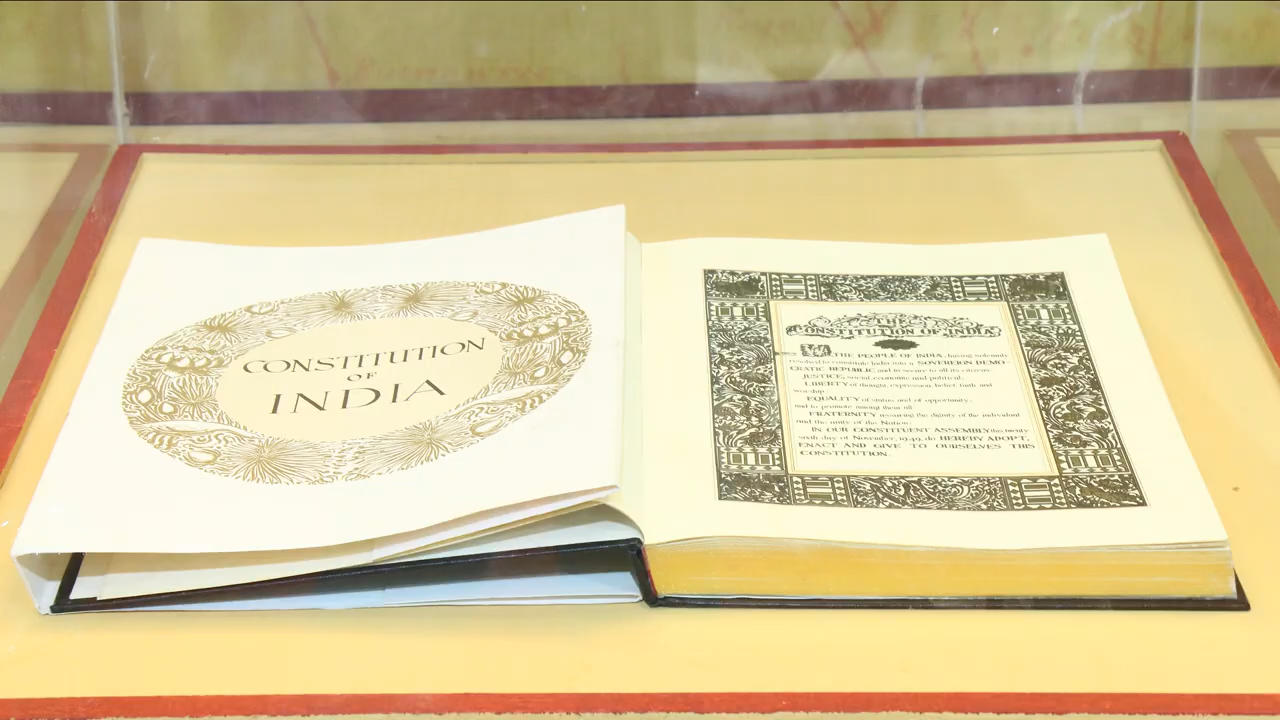 CONSTITUTION
OF
INDIA
THE
CONSTITUTION OF INDIA
WE, THE PEOPLE OF INDIA, having solemnly
resolved to constitute India into a SOVEREIGN DEMO-
CRATIC REPUBLIC and to secure to all its citizens:
JUSTICE, social, economic and political;
LIBERTY of thought, expression, belief, faith and
worship;
EQUALITY of status and of opportunity;
and to promote among them all
FRATERNITY assuring the dignity of the individual
and the unity of the Nation;
IN OUR CONSTITUENT ASSEMBLY this twenty
sixth day of November, 1949, do HEREBY ADOPT,
ENACT AND GIVE TO OURSELVES THIS
CONSTITUTION.